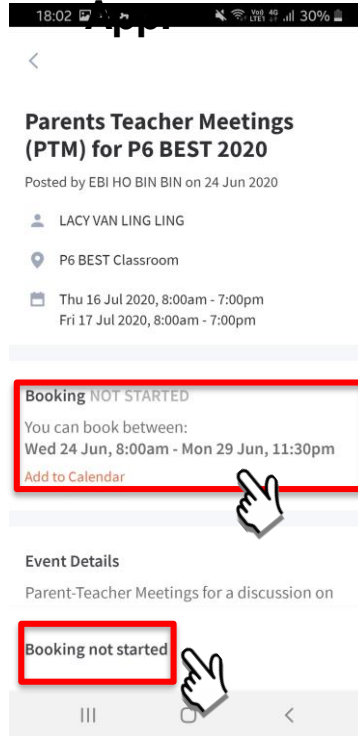 18:02
App.
30%
Parents Teacher Meetings
(PTM) for P6 BEST 2020
Posted by EBI HO BIN BIN on 24 Jun 2020
LACY VAN LING LING
P6 BEST Classroom
Thu 16 Jul 2020, 8:00am - 7:00pm
Fri 17 Jul 2020, 8:00am - 7:00pm
Booking NOT STARTED
You can book between:
Wed 24 Jun, 8:00am - Mon 29 Jun, 11:30pm
Add to Calendar
Event Details
Parent-Teacher Meetings for a discussion on
Booking not started